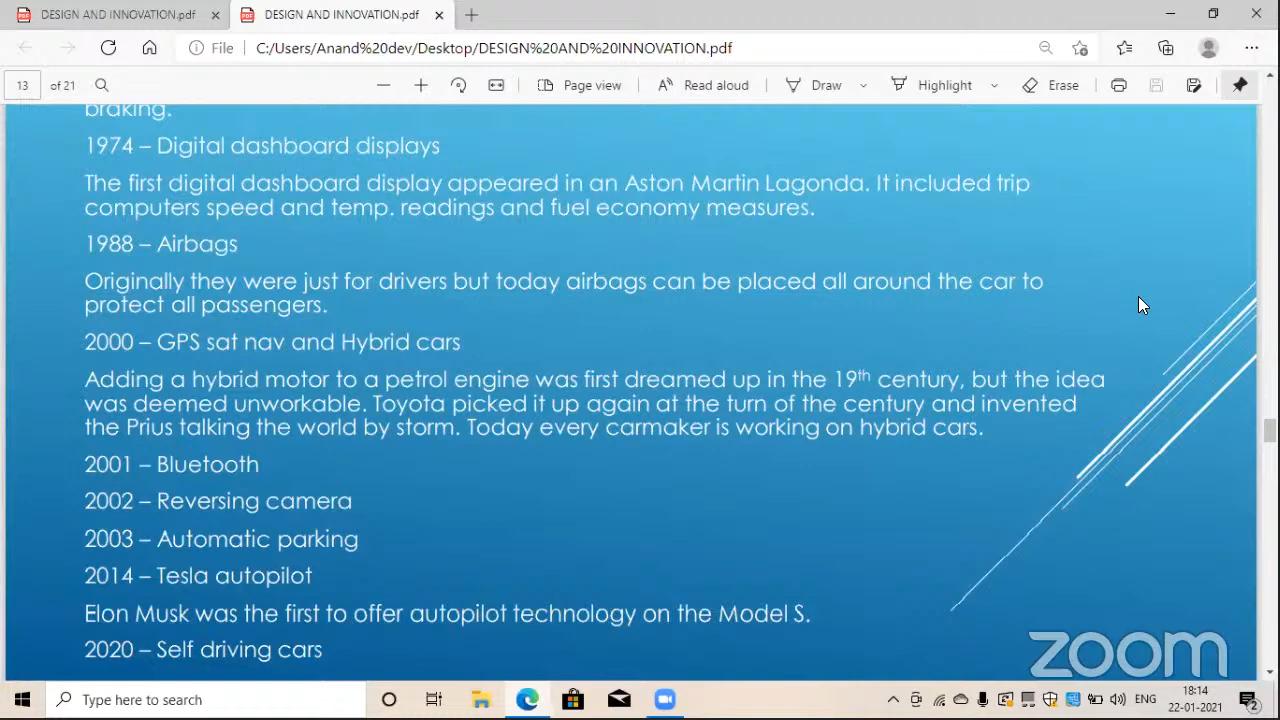 DESIGN AND INNOVATION.pdf
DESIGN AND INNOVATION.pdf
File
C:/Users/Anand%20dev/Desktop/DESIGN%20AND%20INNOVATION.pdf
13 of 21
Page view
Read aloud
Draw
Highlight
Erase
braking.
1974 – Digital dashboard displays
The first digital dashboard display appeared in an Aston Martin Lagonda. It included trip
computers speed and temp. readings and fuel economy measures.
1988 – Airbags
Originally they were just for drivers but today airbags can be placed all around the car to
protect all passengers.
2000 – GPS sat nav and Hybrid cars
Adding a hybrid motor to a petrol engine was first dreamed up in the 19th century, but the idea
was deemed unworkable. Toyota picked it up again at the turn of the century and invented
the Prius talking the world by storm. Today every carmaker is working on hybrid cars.
2001 – Bluetooth
2002 – Reversing camera
2003 – Automatic parking
2014 – Tesla autopilot
Elon Musk was the first to offer autopilot technology on the Model S.
2020 – Self driving cars
zoom
Type here to search
ENG
18:14
22-01-2021
2